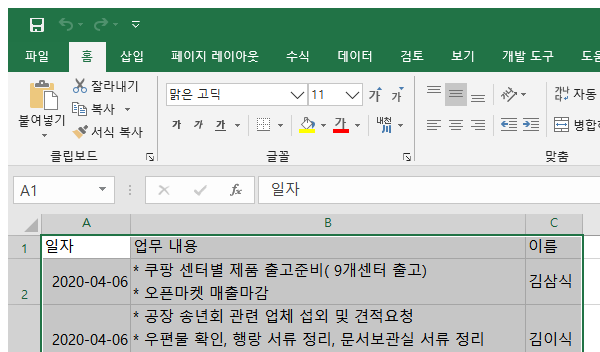 파일 홈 삽입 페이지 레이아웃 수식 데이터 검토 보기 개발 도구
붙여넣기
잘라내기
복사
서식 복사
클립보드
맑은 고딕 11 가 가
가 가 가 가 내천
글꼴
가나 자동
병합하
맞춤
A1 fx 일자
A B C
1 일자 업무 내용 이름
2 2020-04-06 * 쿠팡 센터별 제품 출고준비( 9개센터 출고) 김삼식
* 오픈마켓 매출마감
* 공장 송년회 관련 업체 섭외 및 견적요청
2020-04-06 * 우편물 확인, 행랑 서류 정리, 문서보관실 서류 정리 김이식